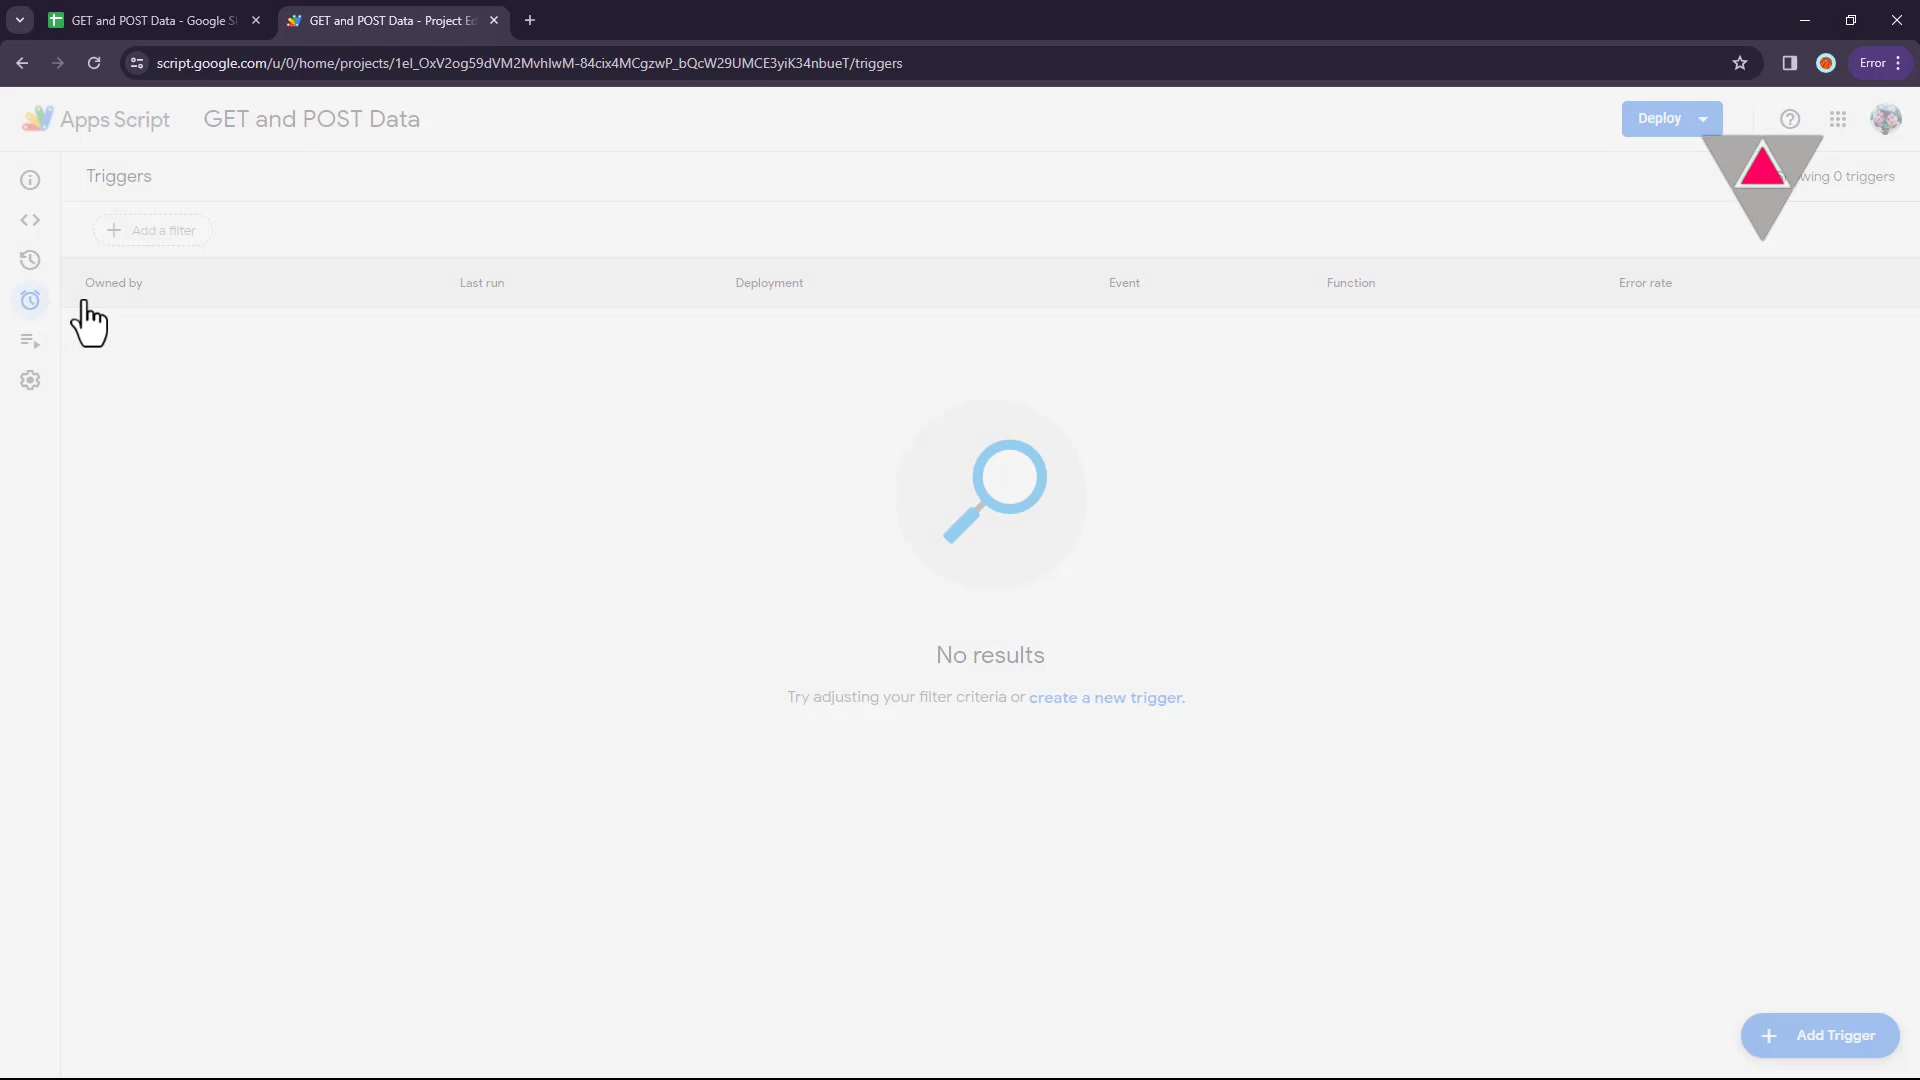 GET and POST Data - Google S
GET and POST Data - Project Ed
script.google.com/u/0/home/projects/1eI_OxV2og59dVM2MvhIwM-84cix4MCgzwP_bQcW29UMCE3yiK34nbueT/triggers
Error
Apps Script
GET and POST Data
Deploy
Triggers
wing 0 triggers
Add a filter
Owned by
Last run
Deployment
Event
Function
Error rate
No results
Try adjusting your filter criteria or create a new trigger.
Add Trigger